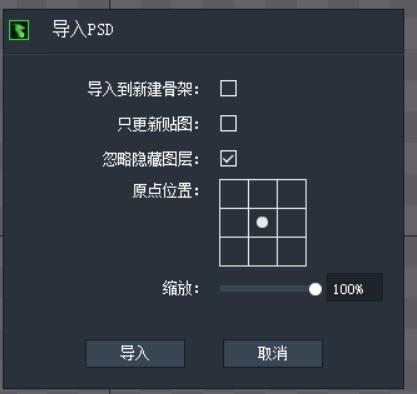 导入PSD
导入到新建骨架：
只更新贴图：
忽略隐藏图层：
原点位置：
缩放： 100%
导入 取消